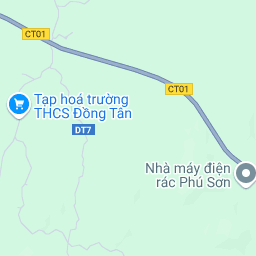 CT01
CT01
Tạp hoá trường
THCS Đồng Tân
DT7
Nhà máy điện
rác Phú Sơn